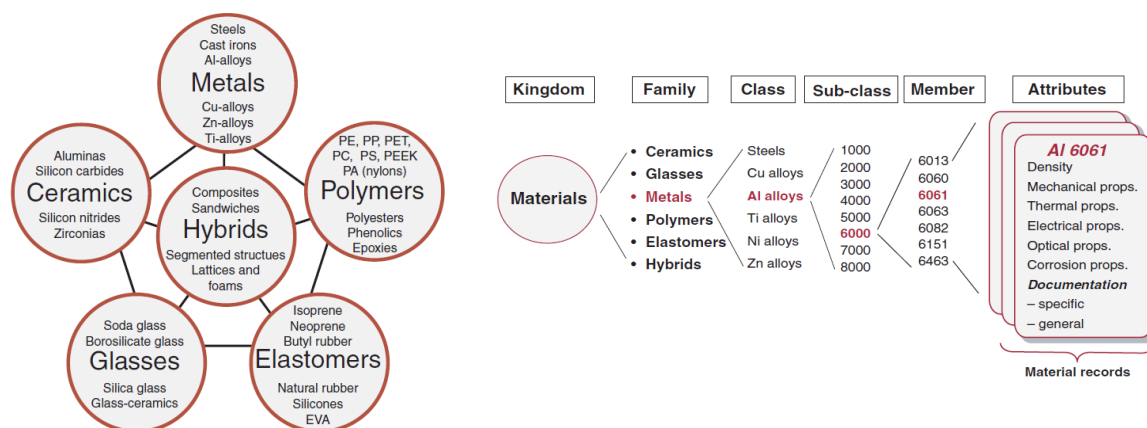 Steels
Cast irons
Al-alloys
Metals
Cu-alloys
Zn-alloys
Ti-alloys
Aluminas
Silicon carbides
Ceramics
Silicon nitrides
Zirconias
PE, PP, PET,
PC, PS, PEEK
PA (nylons)
Polymers
Polyesters
Phenolics
Epoxies
Composites
Sandwiches
Hybrids
Segmented structues
Lattices and
foams
Soda glass
Borosilicate glass
Glasses
Silica glass
Glass-ceramics
Isoprene
Neoprene
Butyl rubber
Elastomers
Natural rubber
Silicones
EVA
Kingdom
Family
Class
Sub-class
Member
Attributes
Materials
• Ceramics
• Glasses
• Metals
• Polymers
• Elastomers
• Hybrids
Steels
Cu alloys
Al alloys
Ti alloys
Ni alloys
Zn alloys
1000
2000
3000
4000
5000
6000
7000
8000
6013
6060
6061
6063
6082
6151
6463
Al 6061
Density
Mechanical props.
Thermal props.
Electrical props.
Optical props.
Corrosion props.
Documentation
– specific
– general
Material records